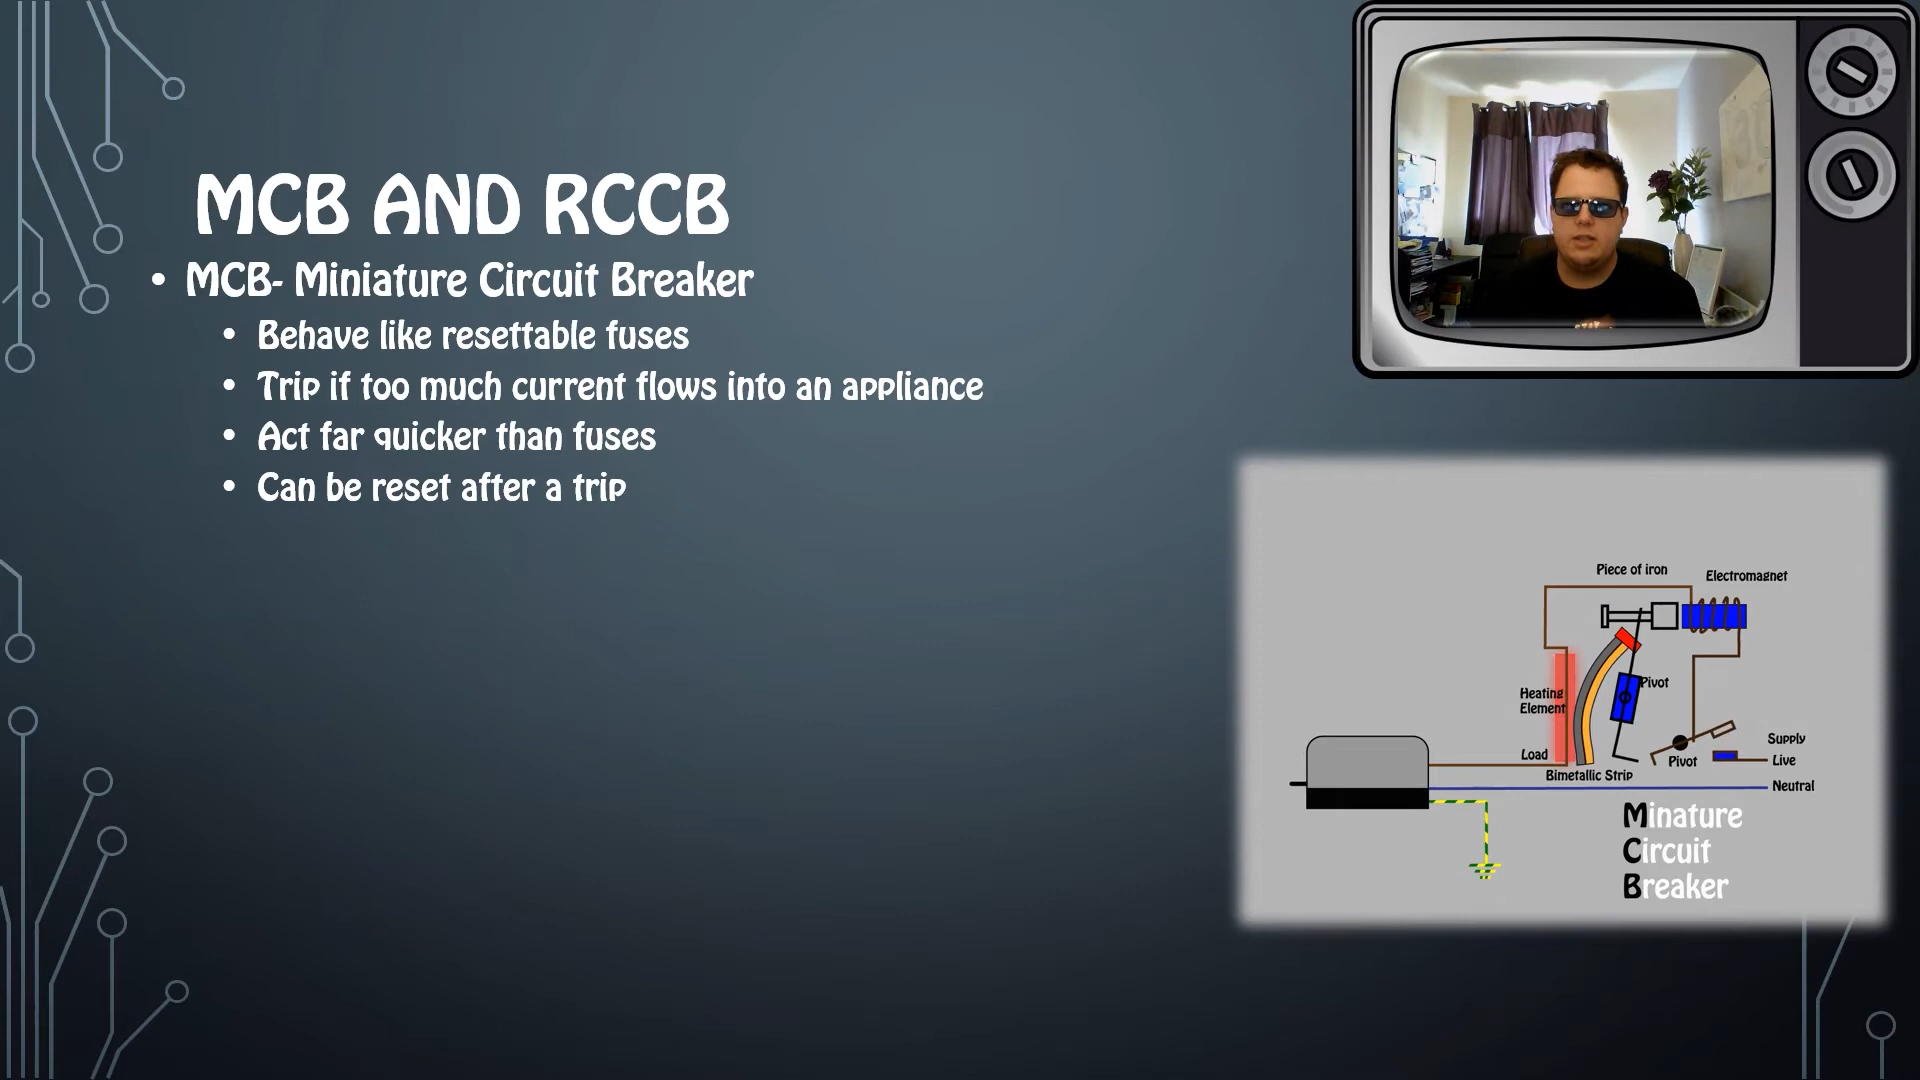 MCB AND RCCB
• MCB- Miniature Circuit Breaker
• Behave like resettable fuses
• Trip if too much current flows into an appliance
• Act far quicker than fuses
• Can be reset after a trip
Piece of iron
Electromagnet
Heating
Element
Pivot
Load
Bimetallic Strip
Pivot
Supply
Live
Neutral
Minature
Circuit
Breaker